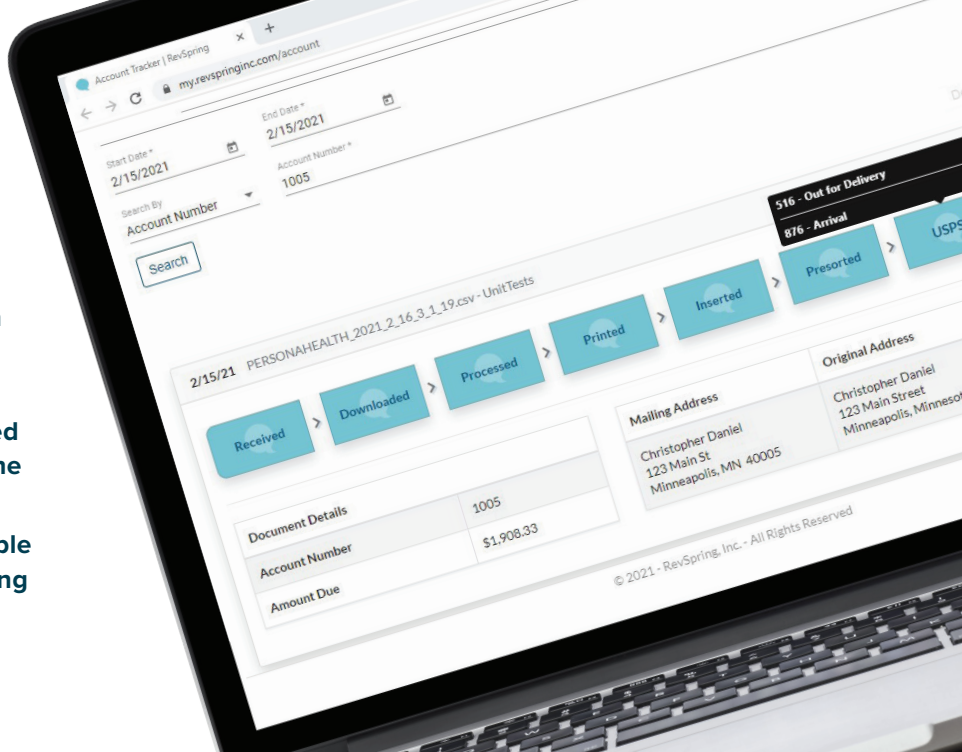 Account Tracker | RevSpring
my.revspringinc.com/account
Start Date *
2/15/2021
End Date *
2/15/2021
Search By
Account Number
Account Number *
1005
Search
516 - Out for Delivery
876 - Arrival
2/15/21 PERSONAHEALTH_2021_2_16_3_1_19.csv - UnitTests
Received
Downloaded
Processed
Printed
Inserted
Presorted
USPS
Document Details
Account Number 1005
Amount Due $1,908.33
Mailing Address
Christopher Daniel
123 Main St
Minneapolis, MN 40005
Original Address
Christopher Daniel
123 Main Street
Minneapolis,
© 2021 - RevSpring, Inc. - All Rights Reserved